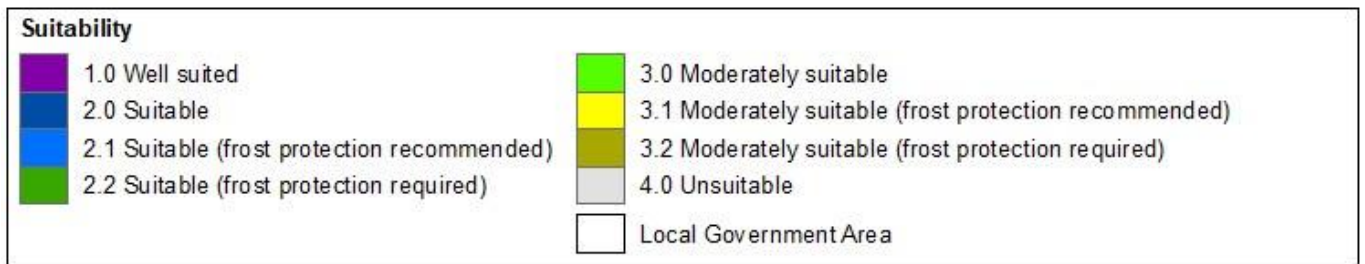 Suitability
1.0 Well suited
2.0 Suitable
2.1 Suitable (frost protection recommended)
2.2 Suitable (frost protection required)
3.0 Moderately suitable
3.1 Moderately suitable (frost protection recommended)
3.2 Moderately suitable (frost protection required)
4.0 Unsuitable
Local Government Area